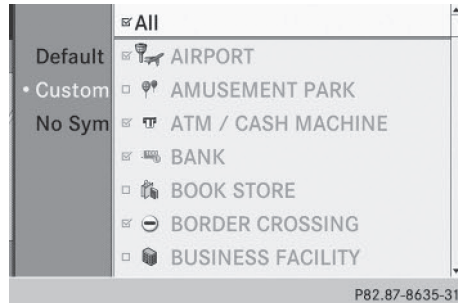 All
Default
• Custom
No Sym
AIRPORT
AMUSEMENT PARK
ATM / CASH MACHINE
BANK
BOOK STORE
BORDER CROSSING
BUSINESS FACILITY
P82.87-8635-31